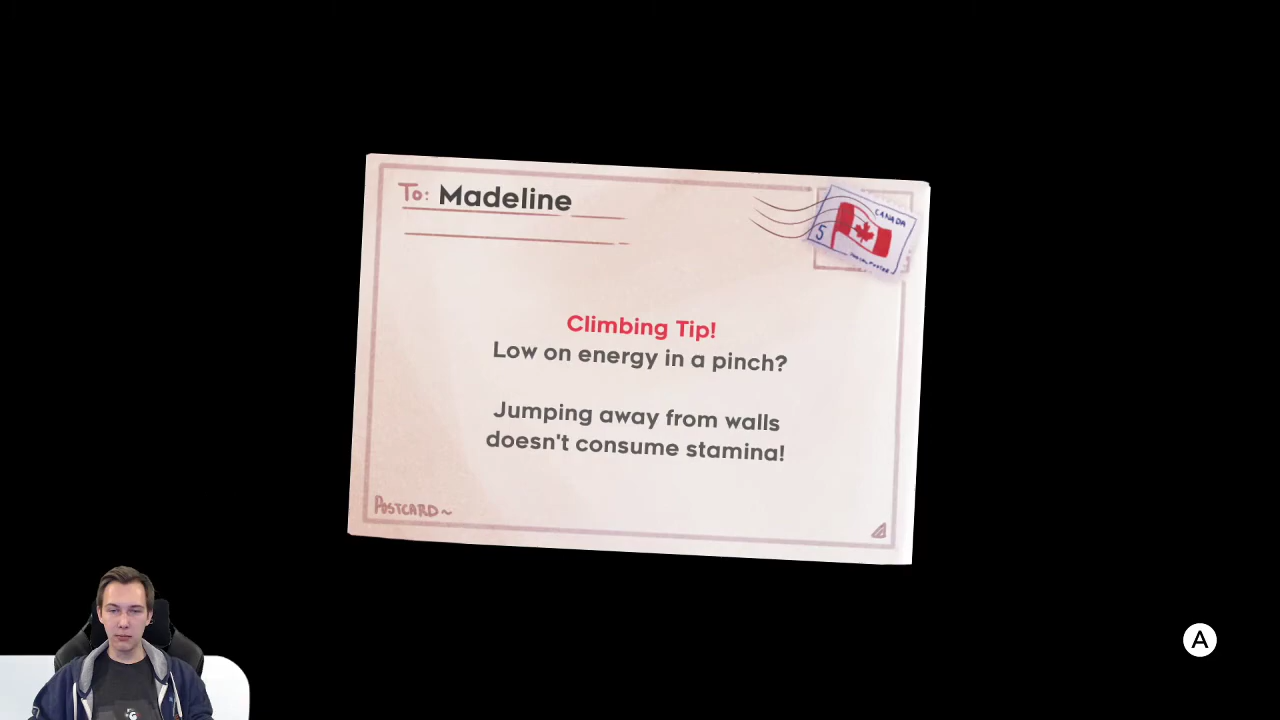 To: Madeline
CANADA
5
Climbing Tip!
Low on energy in a pinch?
Jumping away from walls
doesn't consume stamina!
POSTCARD~
A